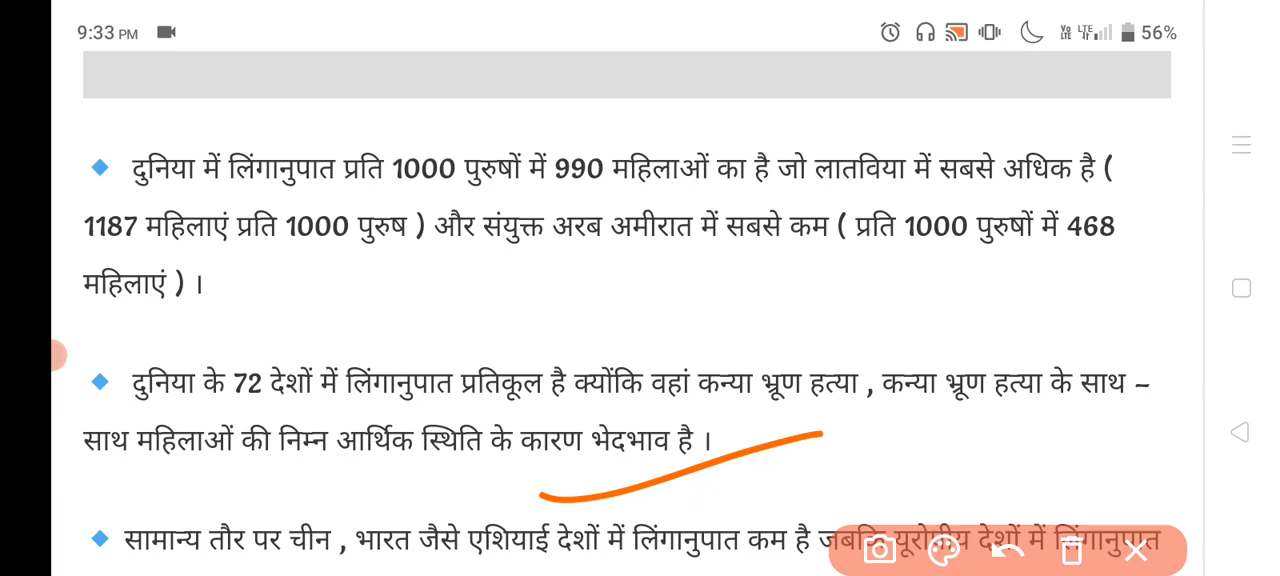 9:33 PM 56%
दुनिया में लिंगानुपात प्रति 1000 पुरुषों में 990 महिलाओं का है जो लातविया में सबसे अधिक है (
1187 महिलाएं प्रति 1000 पुरुष ) और संयुक्त अरब अमीरात में सबसे कम ( प्रति 1000 पुरुषों में 468
महिलाएं ) ।
दुनिया के 72 देशों में लिंगानुपात प्रतिकूल है क्योंकि वहां कन्या भ्रूण हत्या , कन्या भ्रूण हत्या के साथ –
साथ महिलाओं की निम्न आर्थिक स्थिति के कारण भेदभाव है ।
सामान्य तौर पर चीन , भारत जैसे एशियाई देशों में लिंगानुपात कम है जबकि यूरोपीय देशों में लिंगानुपात